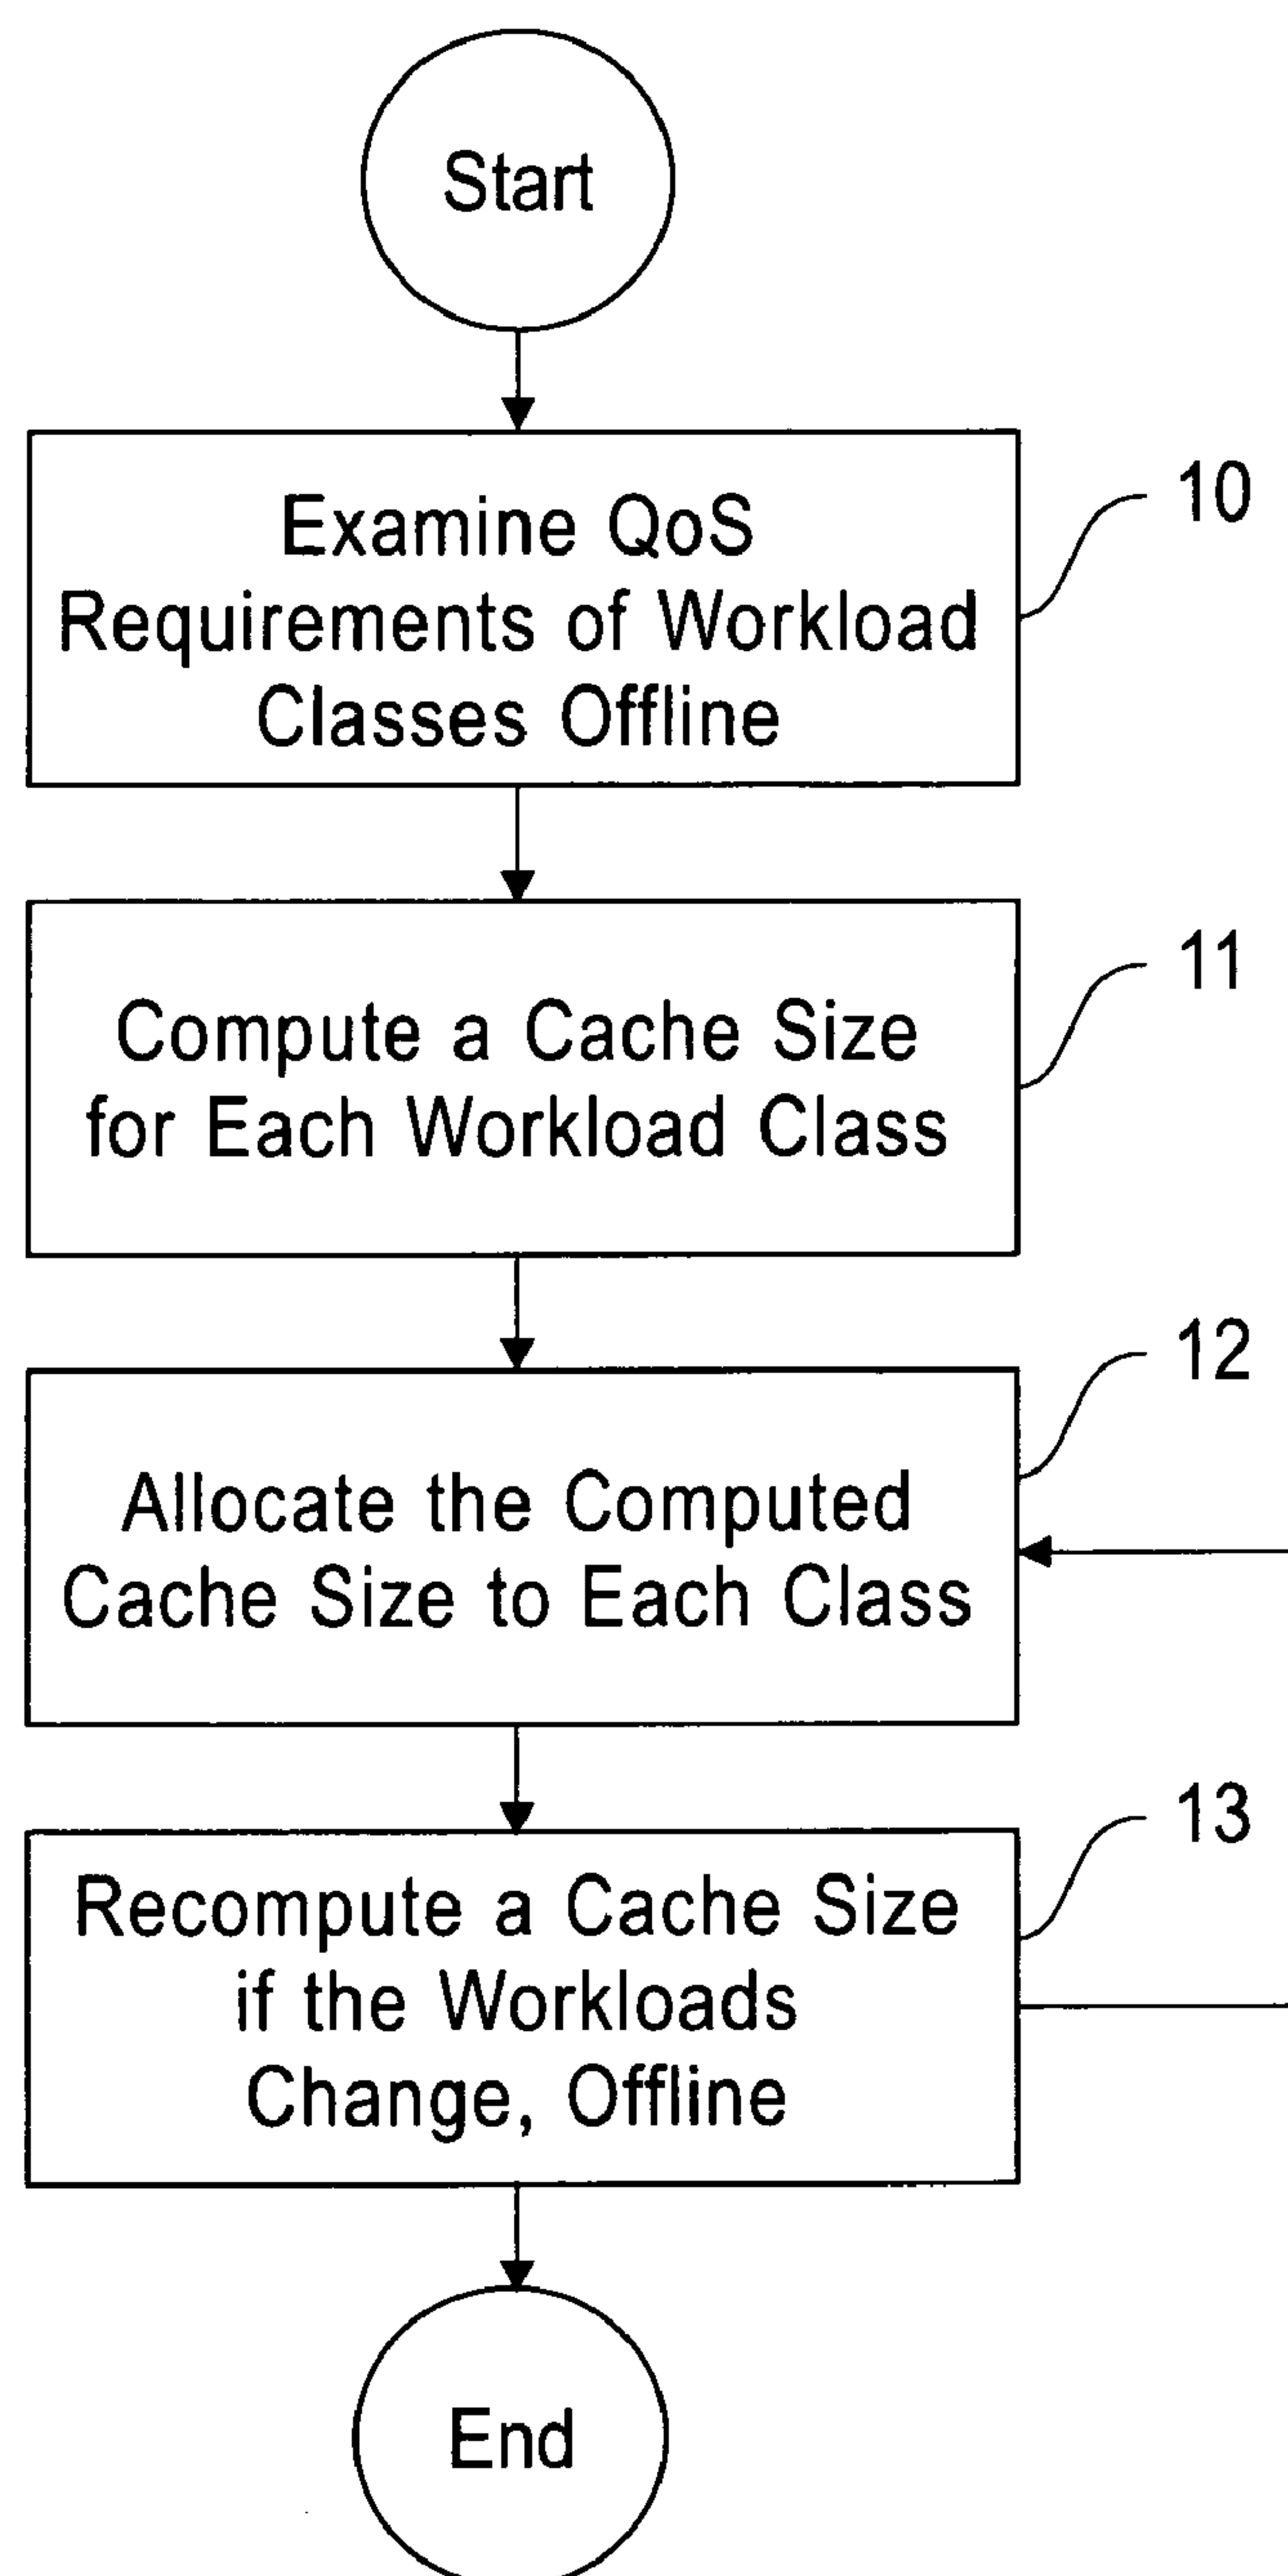 Start
Examine QoS
Requirements of Workload
Classes Offline
10
Compute a Cache Size
for Each Workload Class
11
Allocate the Computed
Cache Size to Each Class
12
Recompute a Cache Size
if the Workloads
Change, Offline
13
End